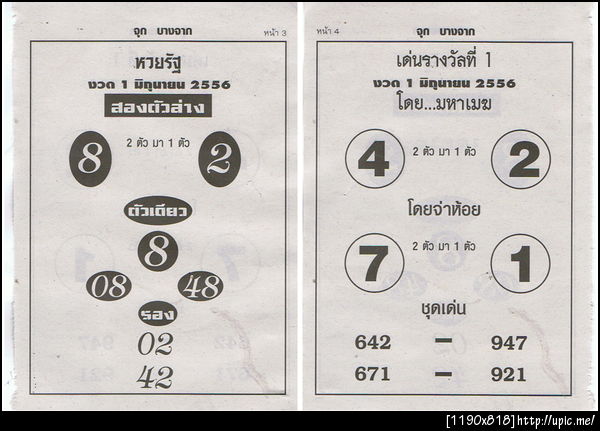 จุก บางจาก หน้า 3
หวยรัฐ
งวด 1 มิถุนายน 2556
สองตัวล่าง
8 2 ตัว มา 1 ตัว 2
ตัวเดียว
8
08 48
รอง
02
42
หน้า 4 จุก บางจาก
เด่นรางวัลที่ 1
งวด 1 มิถุนายน 2556
โดย...มหาเมฆ
4 2 ตัว มา 1 ตัว 2
โดยจ่าห้อย
7 2 ตัว มา 1 ตัว 1
ชุดเด่น
642 – 947
671 – 921
[1190x818]http://upic.me/